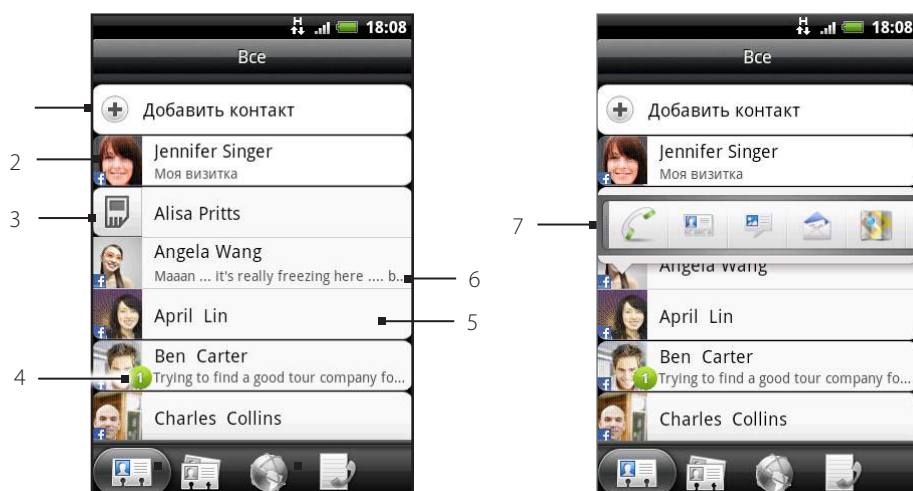 H 18:08
Все
Добавить контакт
2
Jennifer Singer
Моя визитка
3
Alisa Pritts
Angela Wang
Maaan ... it's really freezing here .... b...
6
April Lin
5
Ben Carter
4
1
Trying to find a good tour company fo...
Charles Collins
H 18:08
Все
Добавить контакт
Jennifer Singer
Моя визитка
7
Angela Wang
April Lin
Ben Carter
1
Trying to find a good tour company fo...
Charles Collins